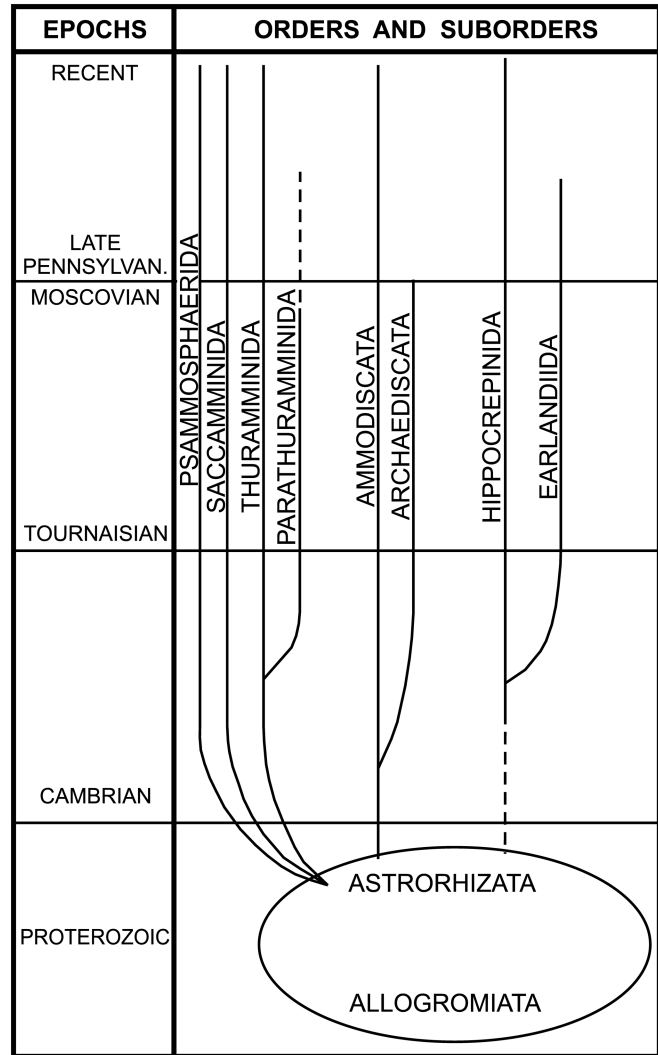 EPOCHS
ORDERS AND SUBORDERS
RECENT
LATE
PENNSYLVAN.
MOSCOVIAN
TOURNAISIAN
CAMBRIAN
PROTEROZOIC
PSAMMOSPHAERIDA
SACCAMMINIDA
THURAMMINIDA
PARATHURAMMINIDA
AMMODISCATA
ARCHAEDISCATA
HIPPOCREPINIDA
EARLANDIIDA
ASTRORHIZATA
ALLOGROMIATA